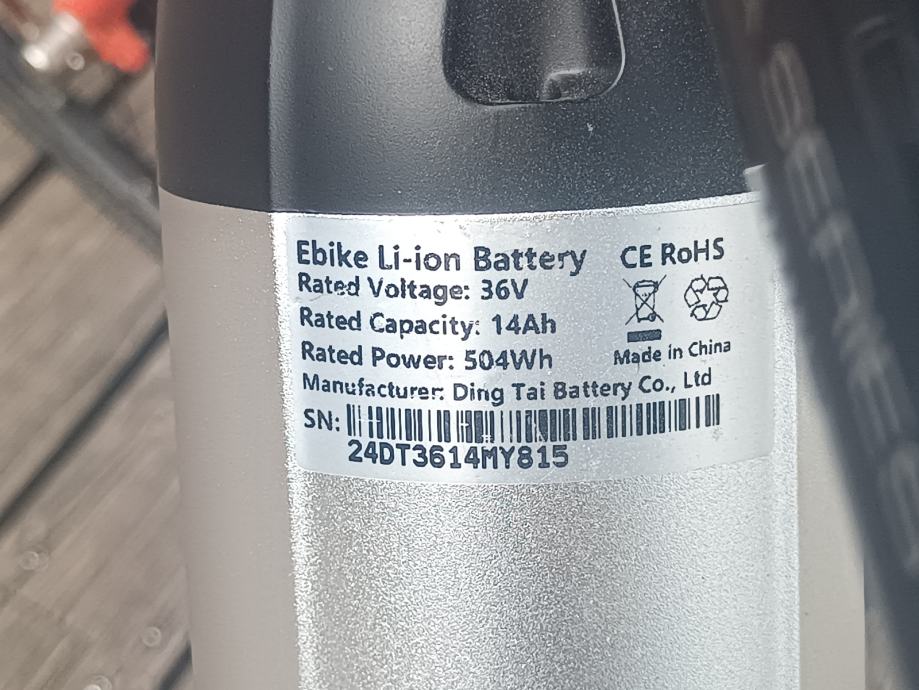 Ebike Li-ion Battery
CE RoHS
Rated Voltage: 36V
Rated Capacity: 14Ah
Rated Power: 504Wh
Made in China
Manufacturer: Ding Tai Battery Co., Ltd
SN:
24DT3614MY815